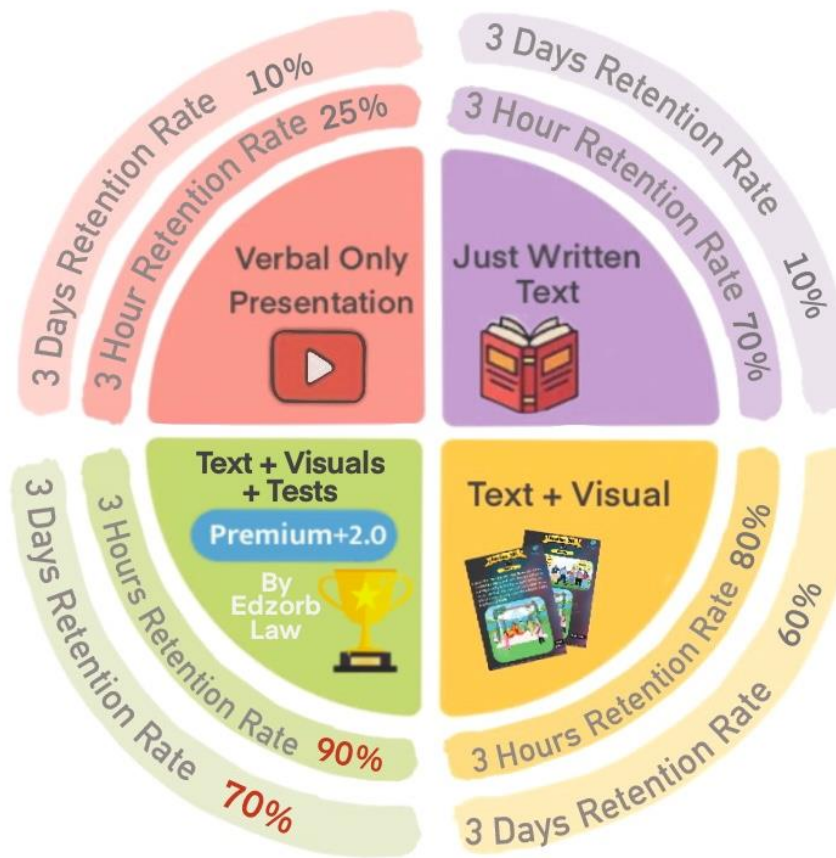 3 Days Retention Rate 10%
3 Hour Retention Rate 25%
Verbal Only
Presentation
3 Days Retention Rate 10%
3 Hour Retention Rate 70%
Just Written
Text
Text + Visuals
+ Tests
Premium+2.0
By
Edzorb
Law
3 Hours Retention Rate 90%
3 Days Retention Rate 70%
Text + Visual
3 Hours Retention Rate 80%
3 Days Retention Rate 60%